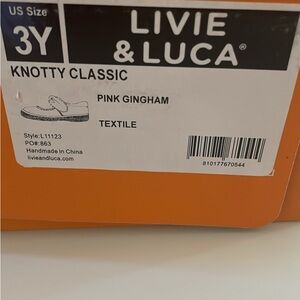 US Size
3Y
LIVIE
& LUCA®
KNOTTY CLASSIC
PINK GINGHAM
TEXTILE
Style:L11123
PO#:863
Handmade in China
livieandluca.com
810177670644